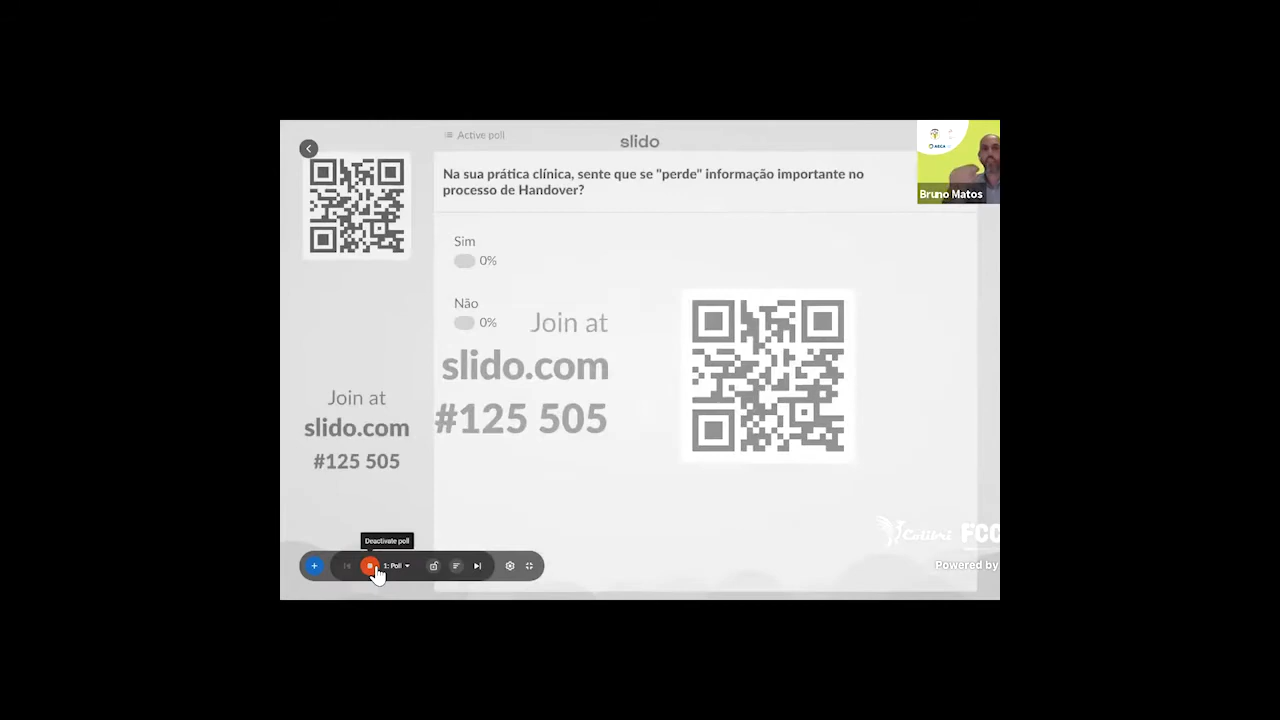 Active poll
slido
Na sua prática clínica, sente que se "perde" informação importante no
processo de Handover?
Bruno Matos
Sim
0%
Não
0%
Join at
slido.com
#125 505
Join at
slido.com
#125 505
Colibri FCC
Powered by
Deactivate poll
1: Poll